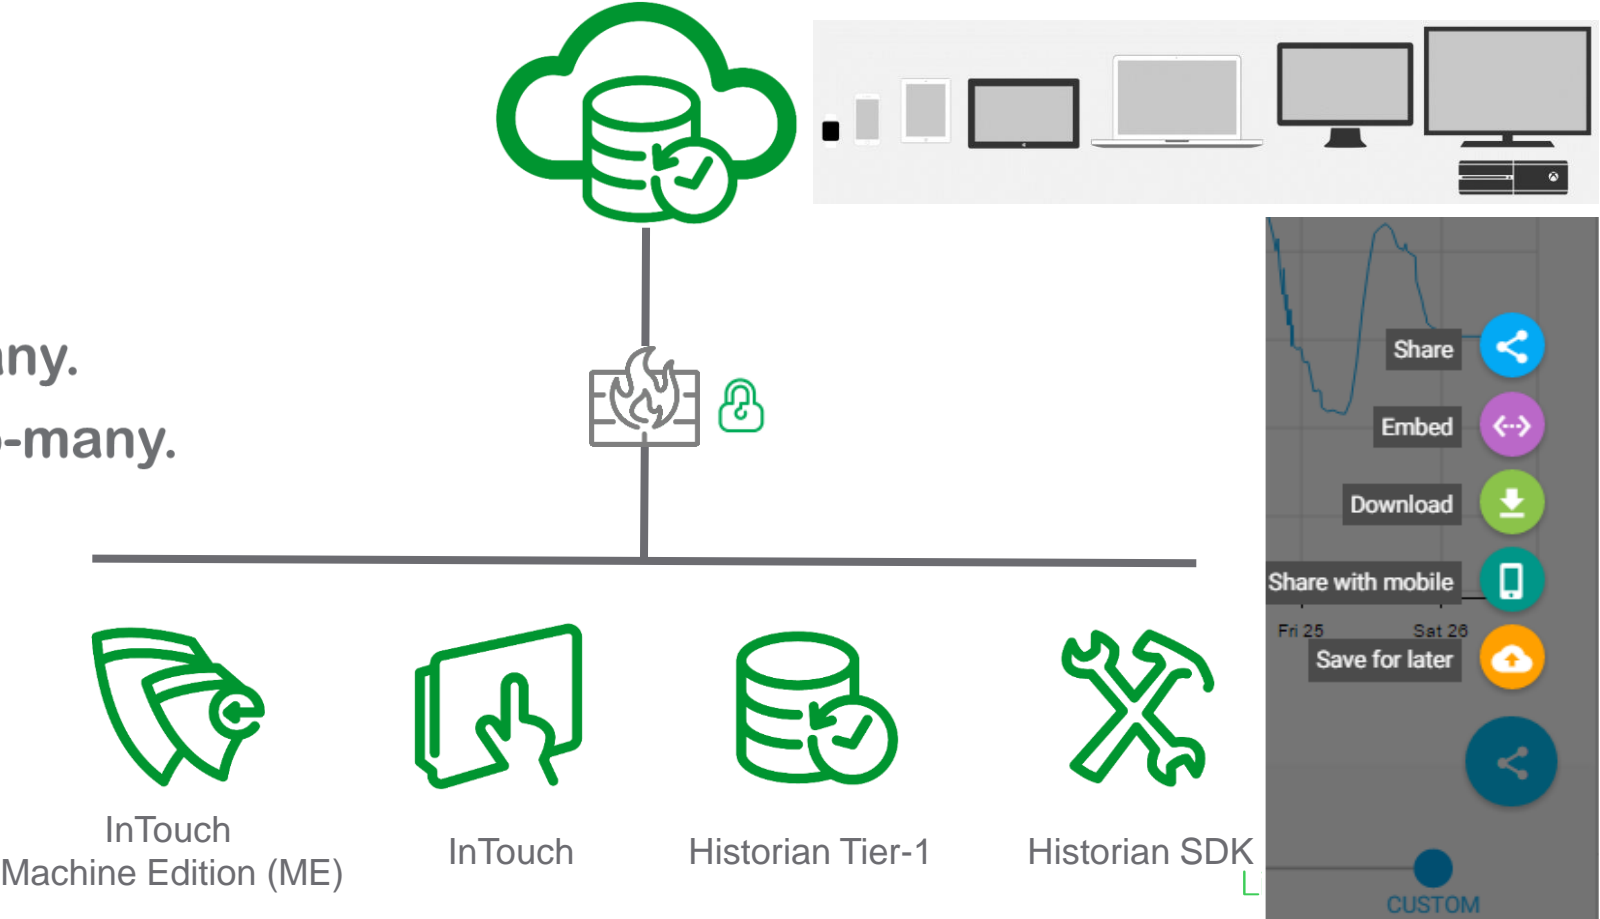 any.
o-many.
Share
Embed
Download
Share with mobile
Fri 25
Sat 26
Save for later
CUSTOM
InTouch
Machine Edition (ME)
InTouch
Historian Tier-1
Historian SDK